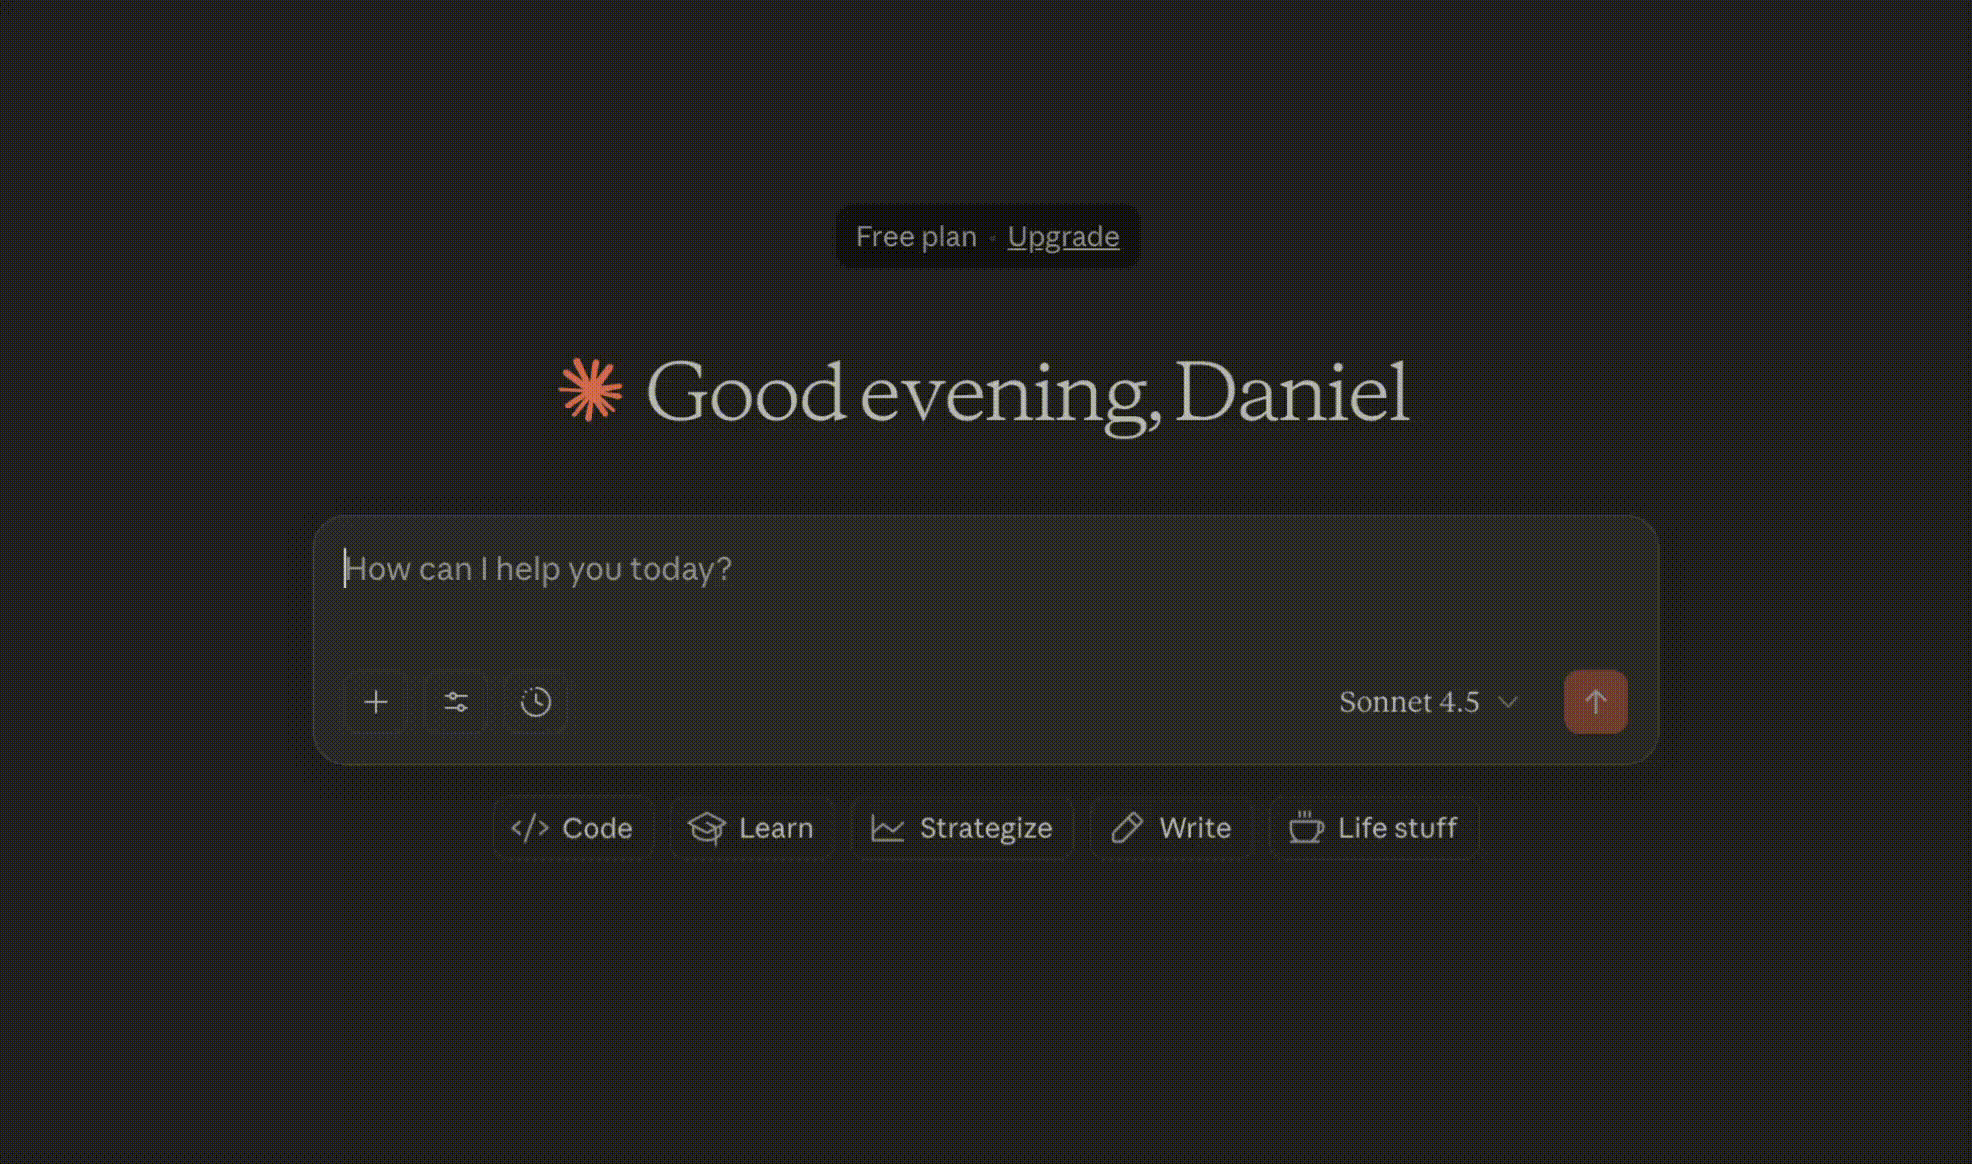 Free plan · Upgrade
Good evening, Daniel
How can I help you today?
Sonnet 4.5
Code Learn Strategize Write Life stuff